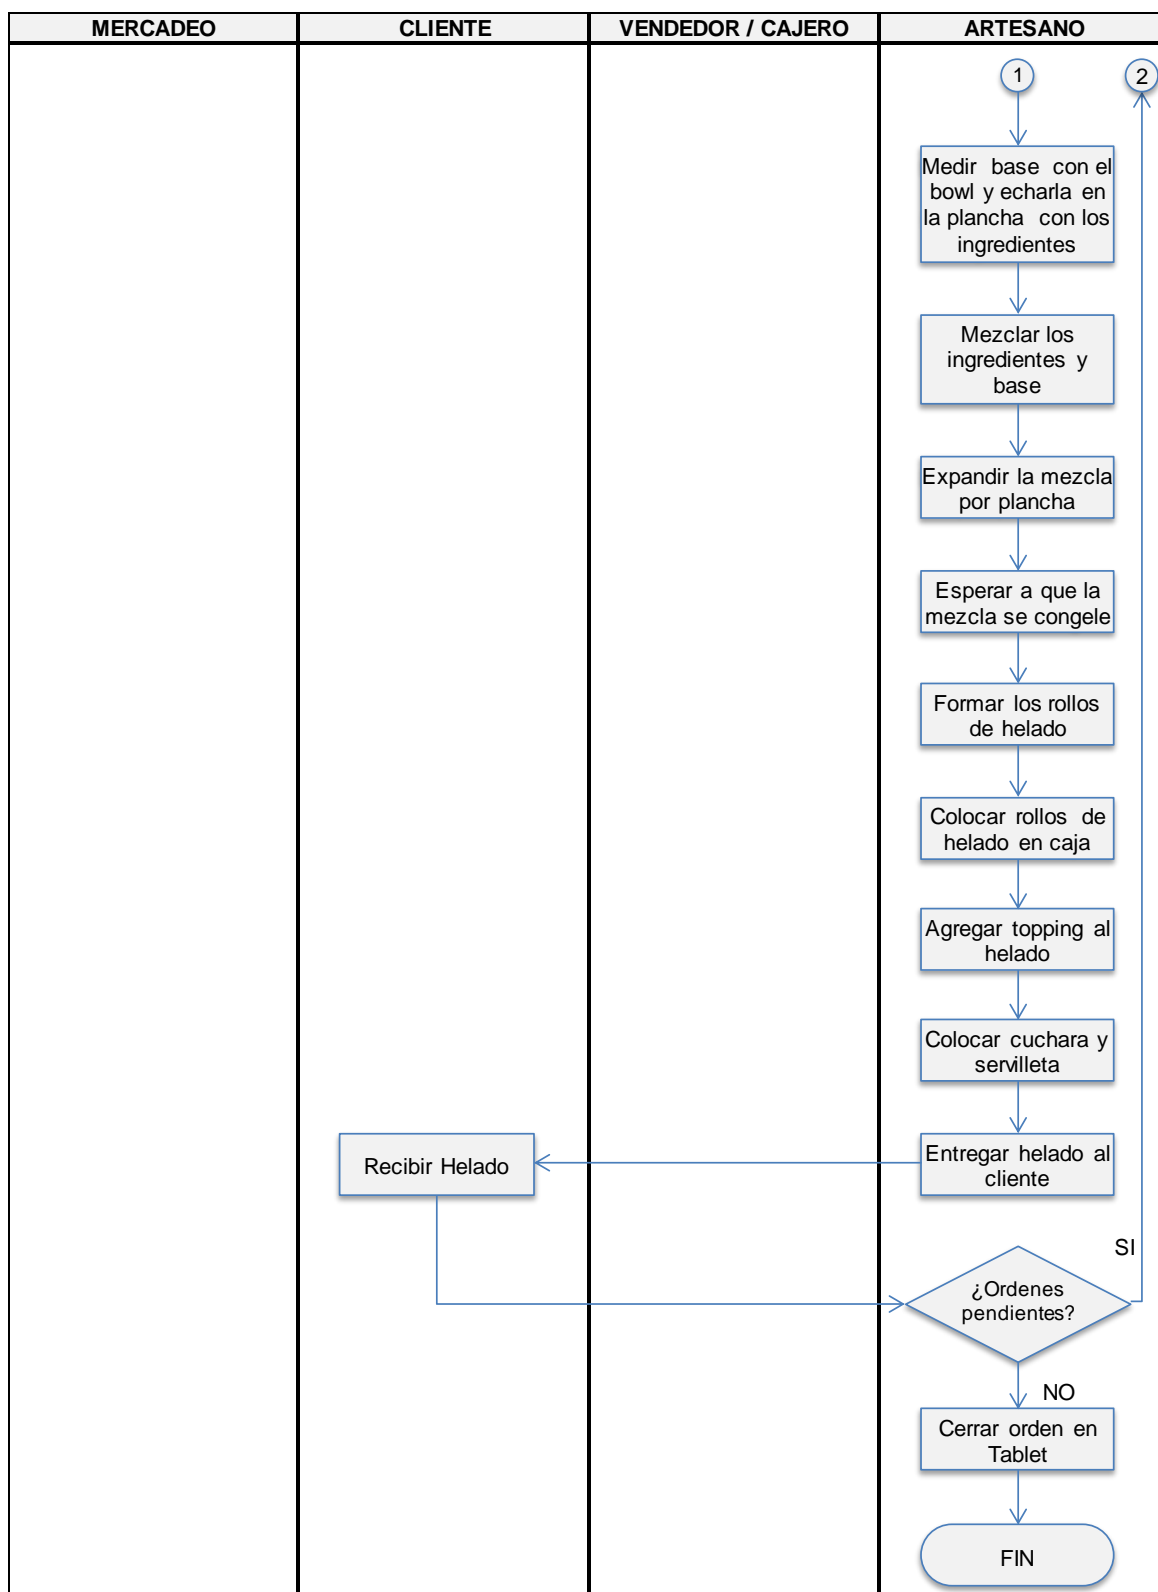 MERCADEO
CLIENTE
VENDEDOR / CAJERO
ARTESANO
1
2
Medir base con el
bowl y echarla en
la plancha con los
ingredientes
Mezclar los
ingredientes y
base
Expandir la mezcla
por plancha
Esperar a que la
mezcla se congele
Formar los rollos
de helado
Colocar rollos de
helado en caja
Agregar topping al
helado
Colocar cuchara y
servilleta
Entregar helado al
cliente
Recibir Helado
SI
¿Ordenes
pendientes?
NO
Cerrar orden en
Tablet
FIN